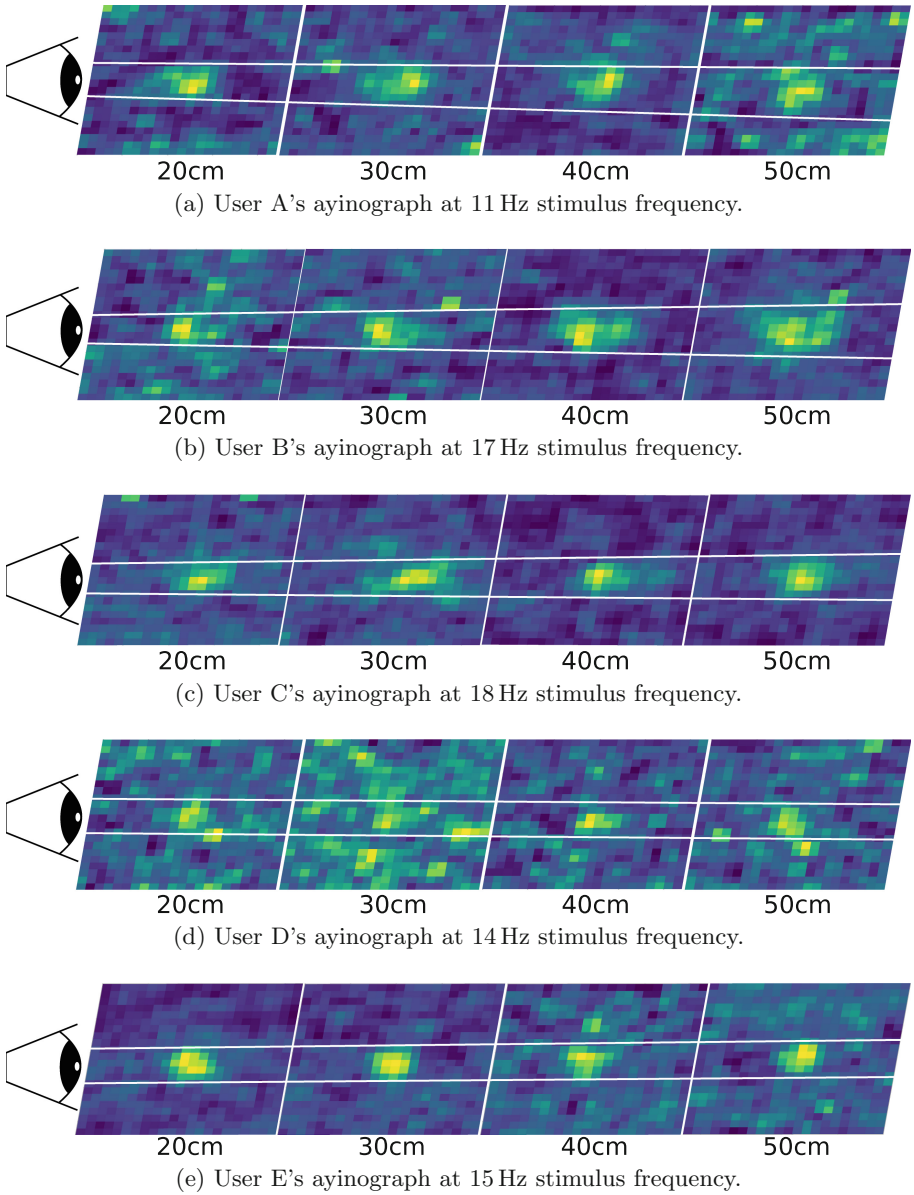 20cm 30cm 40cm 50cm
(a) User A's ayinograph at 11 Hz stimulus frequency.
20cm 30cm 40cm 50cm
(b) User B's ayinograph at 17 Hz stimulus frequency.
20cm 30cm 40cm 50cm
(c) User C's ayinograph at 18 Hz stimulus frequency.
20cm 30cm 40cm 50cm
(d) User D's ayinograph at 14 Hz stimulus frequency.
20cm 30cm 40cm 50cm
(e) User E's ayinograph at 15 Hz stimulus frequency.